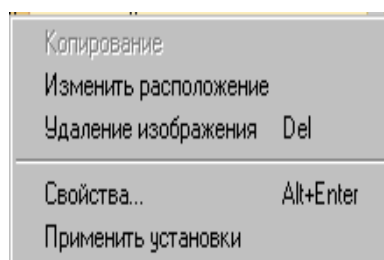 Копирование
Изменить расположение
Удаление изображения Del
Свойства... Alt+Enter
Применить установки